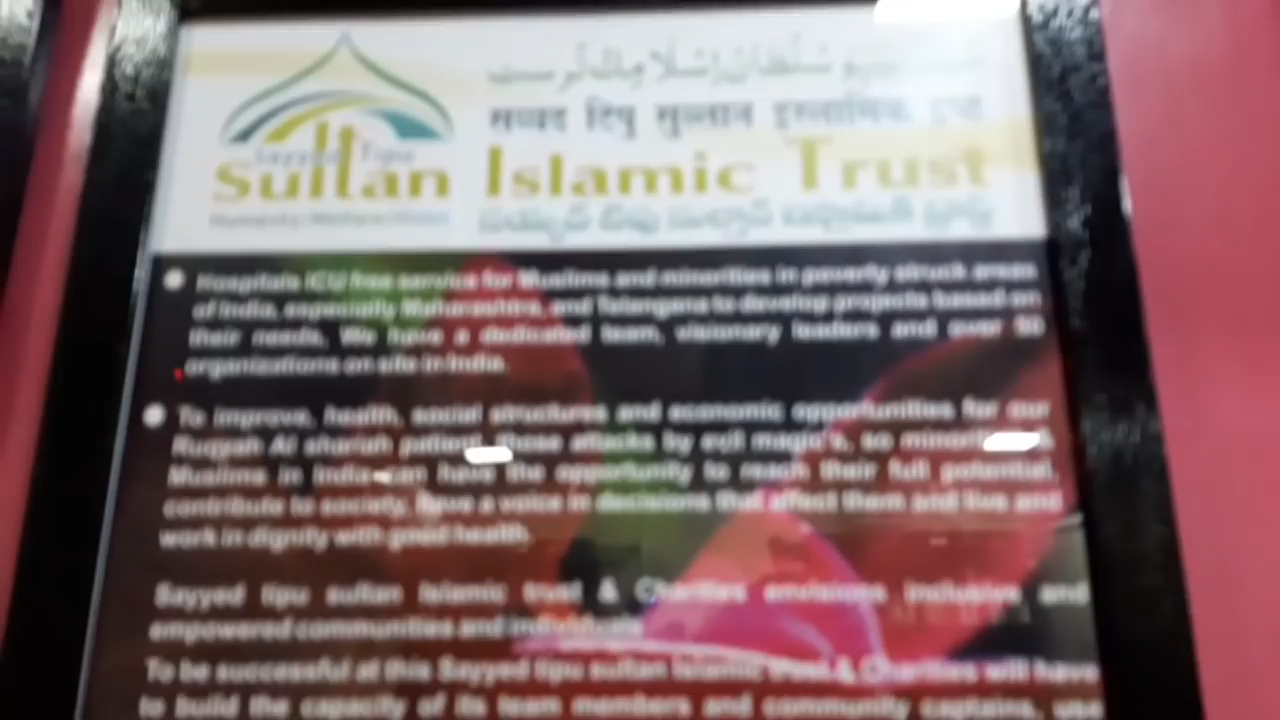 سلطان اسلامک ٹرسٹ
सय्यद टिपु सुलतान इस्लामिक ट्रस्ट
Sayyed Tipu
Sultan Islamic Trust
Hospitals ICU free service for Muslims and minorities in poverty struck areas
of India, especially Maharashtra, and Telangana to develop projects based on
their needs. We have a dedicated team, visionary leaders and over
organizations on site in India.
To improve, health, social structures and economic opportunities for our
Ruqyah Al shariah patient, those attacks by evil magic's, so
Muslims in India can have the opportunity to reach their full potential,
contribute to society, have a voice in decisions that affect them and live and
work in dignity with good health.
Sayyed tipu sultan Islamic trust & Charities envisions inclusive and
empowered communities and individuals
To be successful at this Sayyed tipu sultan Islamic trust & Charities will have
to build the capacity of its team members and community captains, use